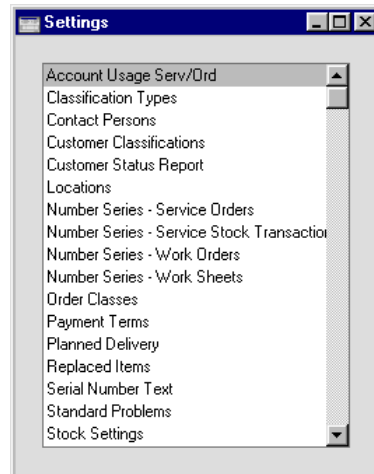 Settings
Account Usage Serv/Ord
Classification Types
Contact Persons
Customer Classifications
Customer Status Report
Locations
Number Series - Service Orders
Number Series - Service Stock Transaction
Number Series - Work Orders
Number Series - Work Sheets
Order Classes
Payment Terms
Planned Delivery
Replaced Items
Serial Number Text
Standard Problems
Stock Settings